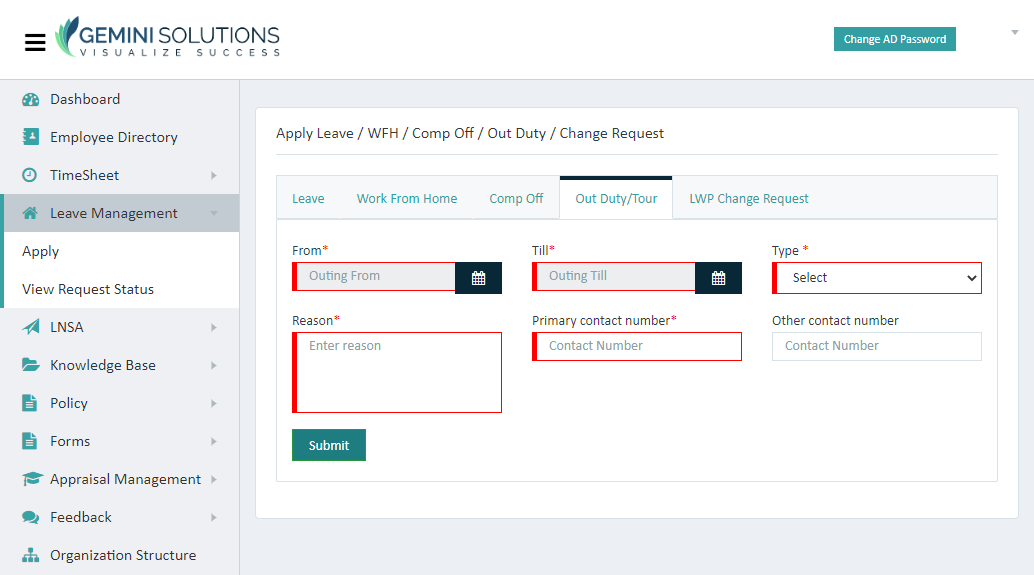 GEMINI SOLUTIONS
VISUALIZE SUCCESS
Change AD Password
Dashboard
Employee Directory
TimeSheet
Leave Management
Apply
View Request Status
LNSA
Knowledge Base
Policy
Forms
Appraisal Management
Feedback
Organization Structure
Apply Leave / WFH / Comp Off / Out Duty / Change Request
Leave Work From Home Comp Off Out Duty/Tour LWP Change Request
From* Till* Type *
Outing From Outing Till Select
Reason* Primary contact number* Other contact number
Enter reason Contact Number Contact Number
Submit